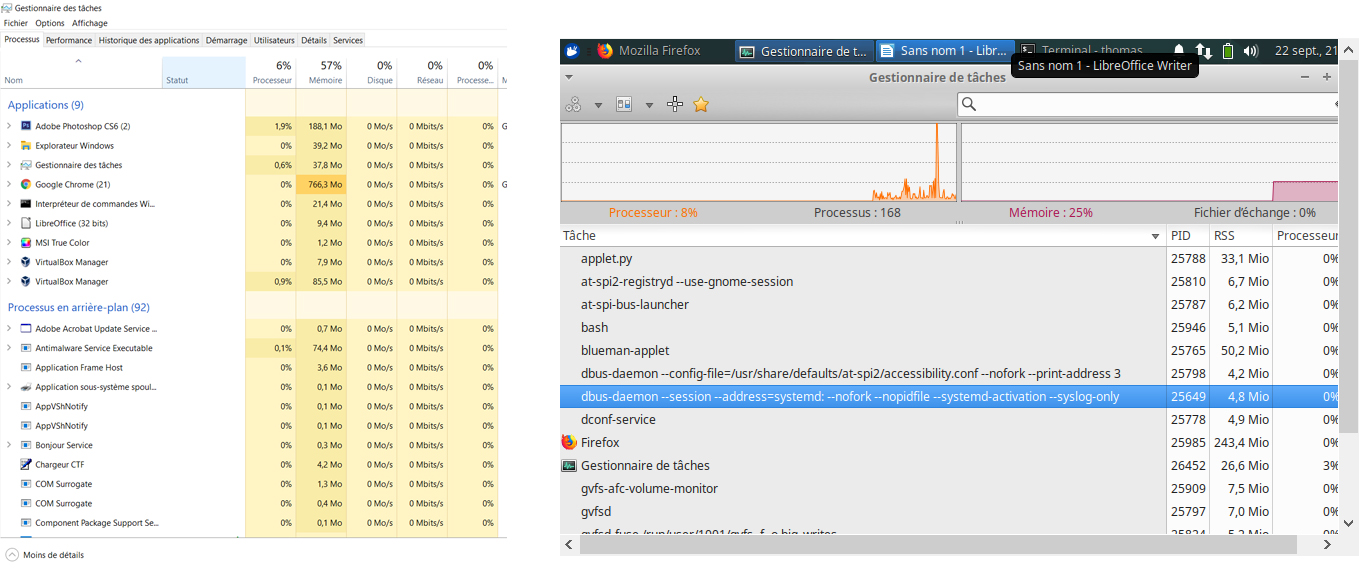 Gestionnaire des tâches
Fichier Options Affichage
Processus Performance Historique des applications Démarrage Utilisateurs Détails Services
6% 57% 0% 0% 0%
Nom Statut Processeur Mémoire Disque Réseau Processe... M
Applications (9)
Adobe Photoshop CS6 (2) 1,9% 188,1 Mo 0 Mo/s 0 Mbits/s 0% G
Explorateur Windows 0% 39,2 Mo 0 Mo/s 0 Mbits/s 0%
Gestionnaire des tâches 0,6% 37,8 Mo 0 Mo/s 0 Mbits/s 0%
Google Chrome (21) 0% 766,3 Mo 0 Mo/s 0 Mbits/s 0% G
Interpréteur de commandes Wi... 0% 21,4 Mo 0 Mo/s 0 Mbits/s 0%
LibreOffice (32 bits) 0% 9,4 Mo 0 Mo/s 0 Mbits/s 0%
MSI True Color 0% 1,2 Mo 0 Mo/s 0 Mbits/s 0%
VirtualBox Manager 0% 7,9 Mo 0 Mo/s 0 Mbits/s 0%
VirtualBox Manager 0,9% 85,5 Mo 0 Mo/s 0 Mbits/s 0%
Processus en arrière-plan (92)
Adobe Acrobat Update Service ... 0% 0,7 Mo 0 Mo/s 0 Mbits/s 0%
Antimalware Service Executable 0,1% 74,4 Mo 0 Mo/s 0 Mbits/s 0%
Application Frame Host 0% 3,6 Mo 0 Mo/s 0 Mbits/s 0%
Application sous-système spoul... 0% 0,1 Mo 0 Mo/s 0 Mbits/s 0%
AppVShNotify 0% 0,1 Mo 0 Mo/s 0 Mbits/s 0%
AppVShNotify 0% 0,1 Mo 0 Mo/s 0 Mbits/s 0%
Bonjour Service 0% 0,3 Mo 0 Mo/s 0 Mbits/s 0%
Chargeur CTF 0% 4,2 Mo 0 Mo/s 0 Mbits/s 0%
COM Surrogate 0% 1,3 Mo 0 Mo/s 0 Mbits/s 0%
COM Surrogate 0% 0,4 Mo 0 Mo/s 0 Mbits/s 0%
Component Package Support Se... 0% 0,1 Mo 0 Mo/s 0 Mbits/s 0%
Moins de détails
Mozilla Firefox Gestionnaire de t... Sans nom 1 - Libr... Terminal - thomas 22 sept., 21
Sans nom 1 - LibreOffice Writer
Gestionnaire de tâches
Processeur : 8% Processus : 168 Mémoire : 25% Fichier d'échange : 0%
Tâche PID RSS Processeur
applet.py 25788 33,1 Mio 0%
at-spi2-registryd --use-gnome-session 25810 6,7 Mio 0%
at-spi-bus-launcher 25787 6,2 Mio 0%
bash 25946 5,1 Mio 0%
blueman-applet 25765 50,2 Mio 0%
dbus-daemon --config-file=/usr/share/defaults/at-spi2/accessibility.conf --nofork --print-address 3 25798 4,2 Mio 0%
dbus-daemon --session --address=systemd: --nofork --nopidfile --systemd-activation --syslog-only 25649 4,8 Mio 0%
dconf-service 25778 4,9 Mio 0%
Firefox 25985 243,4 Mio 0%
Gestionnaire de tâches 26452 26,6 Mio 3%
gvfs-afc-volume-monitor 25909 7,5 Mio 0%
gvfsd 25797 7,0 Mio 0%